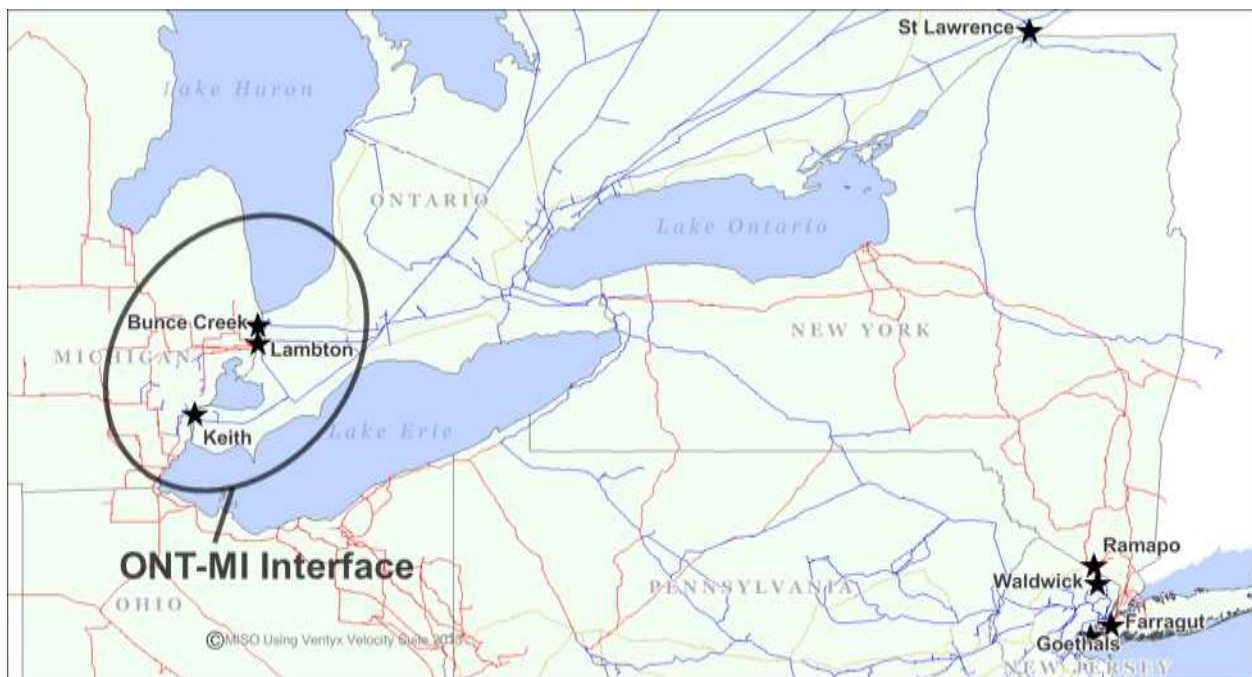 St Lawrence
Lake Huron
ONTARIO
Lake Ontario
Bunce Creek
NEW YORK
MICHIGAN
Lambton
Keith
Lake Erie
ONT-MI Interface
Ramapo
Waldwick
PENNSYLVANIA
OHIO
Farragut
©MISO Using Ventyx Velocity Suite
Goethals
NEW JERSEY